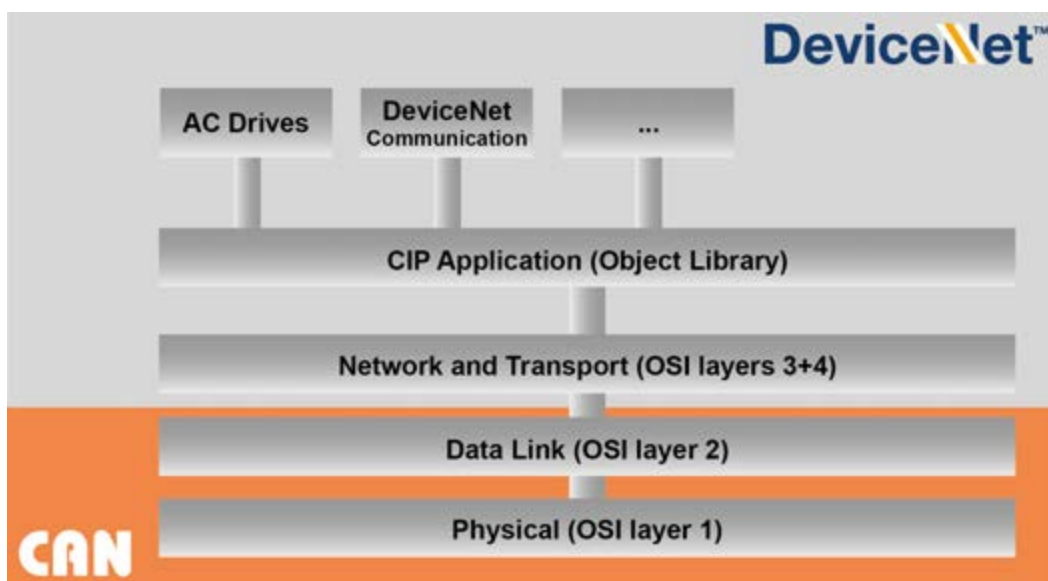 DeviceNet™
AC Drives
DeviceNet
Communication
...
CIP Application (Object Library)
Network and Transport (OSI layers 3+4)
Data Link (OSI layer 2)
Physical (OSI layer 1)
CAN